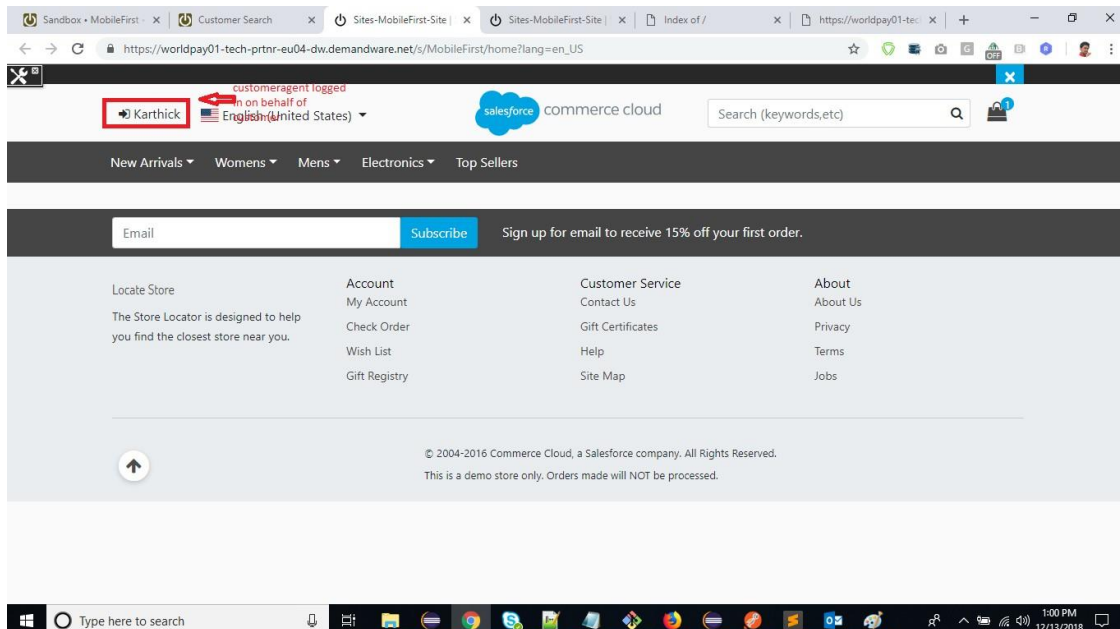 Sandbox • MobileFirst -
Customer Search
Sites-MobileFirst-Site |
Sites-MobileFirst-Site |
Index of /
https://worldpay01-tec
https://worldpay01-tech-prtnr-eu04-dw.demandware.net/s/MobileFirst/home?lang=en_US
OFF
customeragent logged
in on behalf of
customer
Karthick
English (United States)
salesforce commerce cloud
Search (keywords,etc)
1
New Arrivals Womens Mens Electronics Top Sellers
Email
Subscribe
Sign up for email to receive 15% off your first order.
Locate Store
The Store Locator is designed to help
you find the closest store near you.
Account
My Account
Check Order
Wish List
Gift Registry
Customer Service
Contact Us
Gift Certificates
Help
Site Map
About
About Us
Privacy
Terms
Jobs
© 2004-2016 Commerce Cloud, a Salesforce company. All Rights Reserved.
This is a demo store only. Orders made will NOT be processed.
Type here to search
1:00 PM
12/13/2018